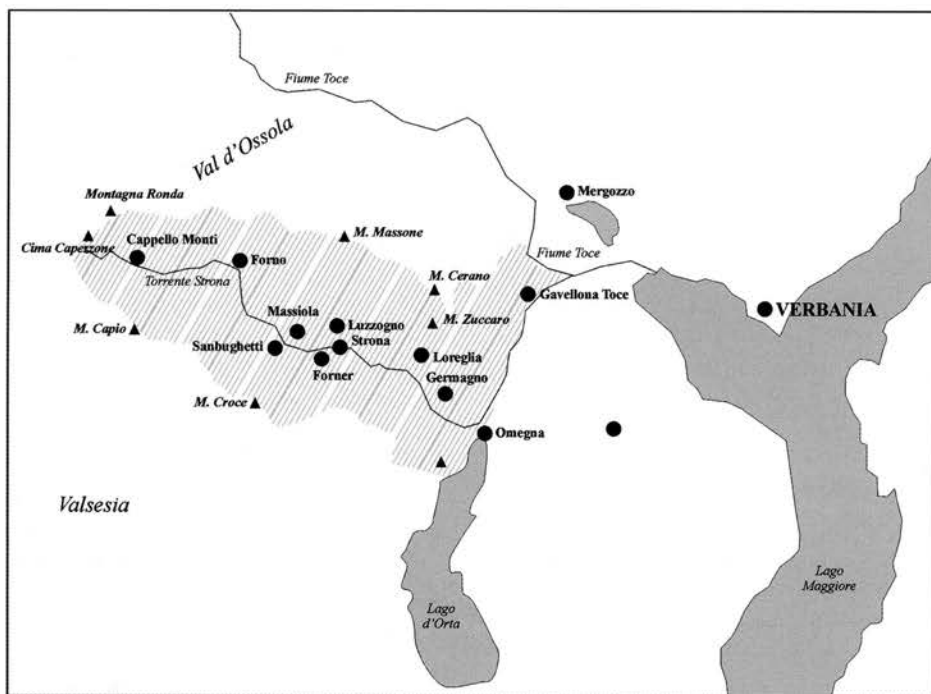 Fiume Toce
Val d'Ossola
Mergozzo
Montagna Ronda
M. Massone
Cima Capezzone
Cappello Monti
Forno
Fiume Toce
Torrente Strona
M. Cerano
Gavellona Toce
VERBANIA
Massiola
Luzzogno
M. Zuccaro
M. Capio
Strona
Sanbughetti
Loreglia
Forner
Germagno
M. Croce
Omegna
Valsesia
Lago
Maggiore
Lago
d'Orta